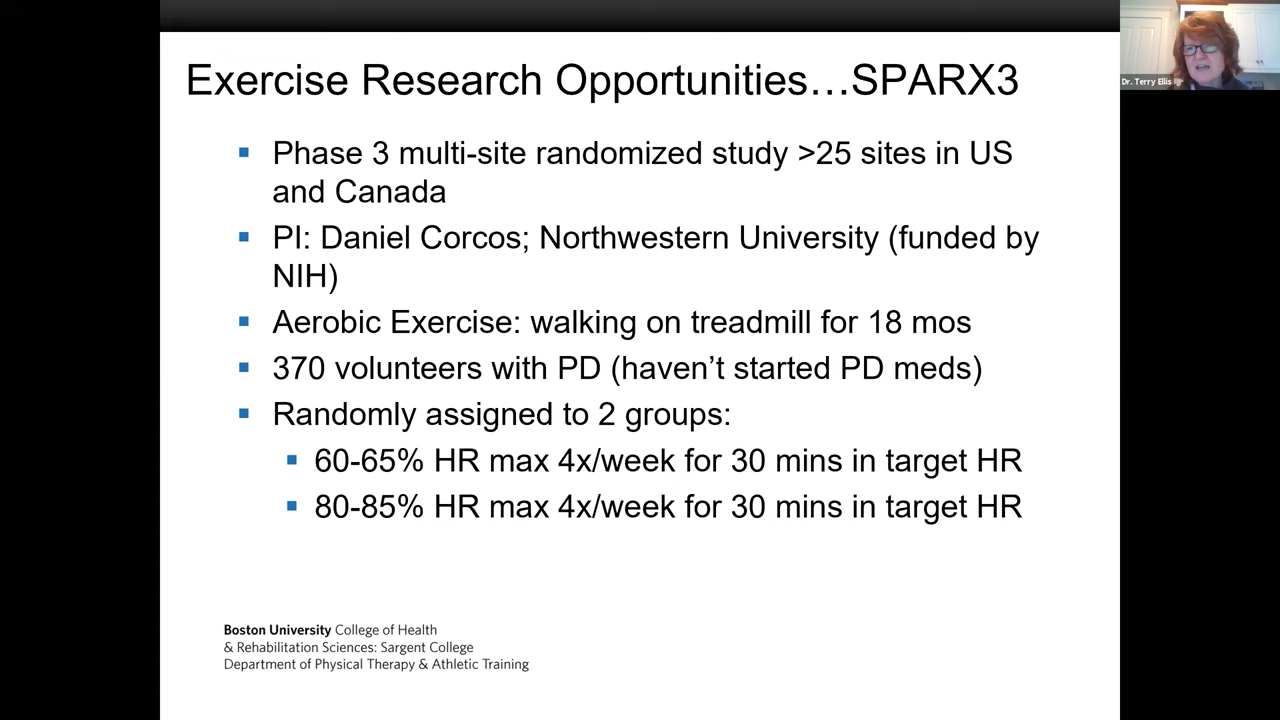 Exercise Research Opportunities…SPARX3
▪ Phase 3 multi-site randomized study >25 sites in US
and Canada
▪ PI: Daniel Corcos; Northwestern University (funded by
NIH)
▪ Aerobic Exercise: walking on treadmill for 18 mos
▪ 370 volunteers with PD (haven’t started PD meds)
▪ Randomly assigned to 2 groups:
▪ 60-65% HR max 4x/week for 30 mins in target HR
▪ 80-85% HR max 4x/week for 30 mins in target HR
Boston University College of Health
& Rehabilitation Sciences: Sargent College
Department of Physical Therapy & Athletic Training
Dr. Terry Ellis